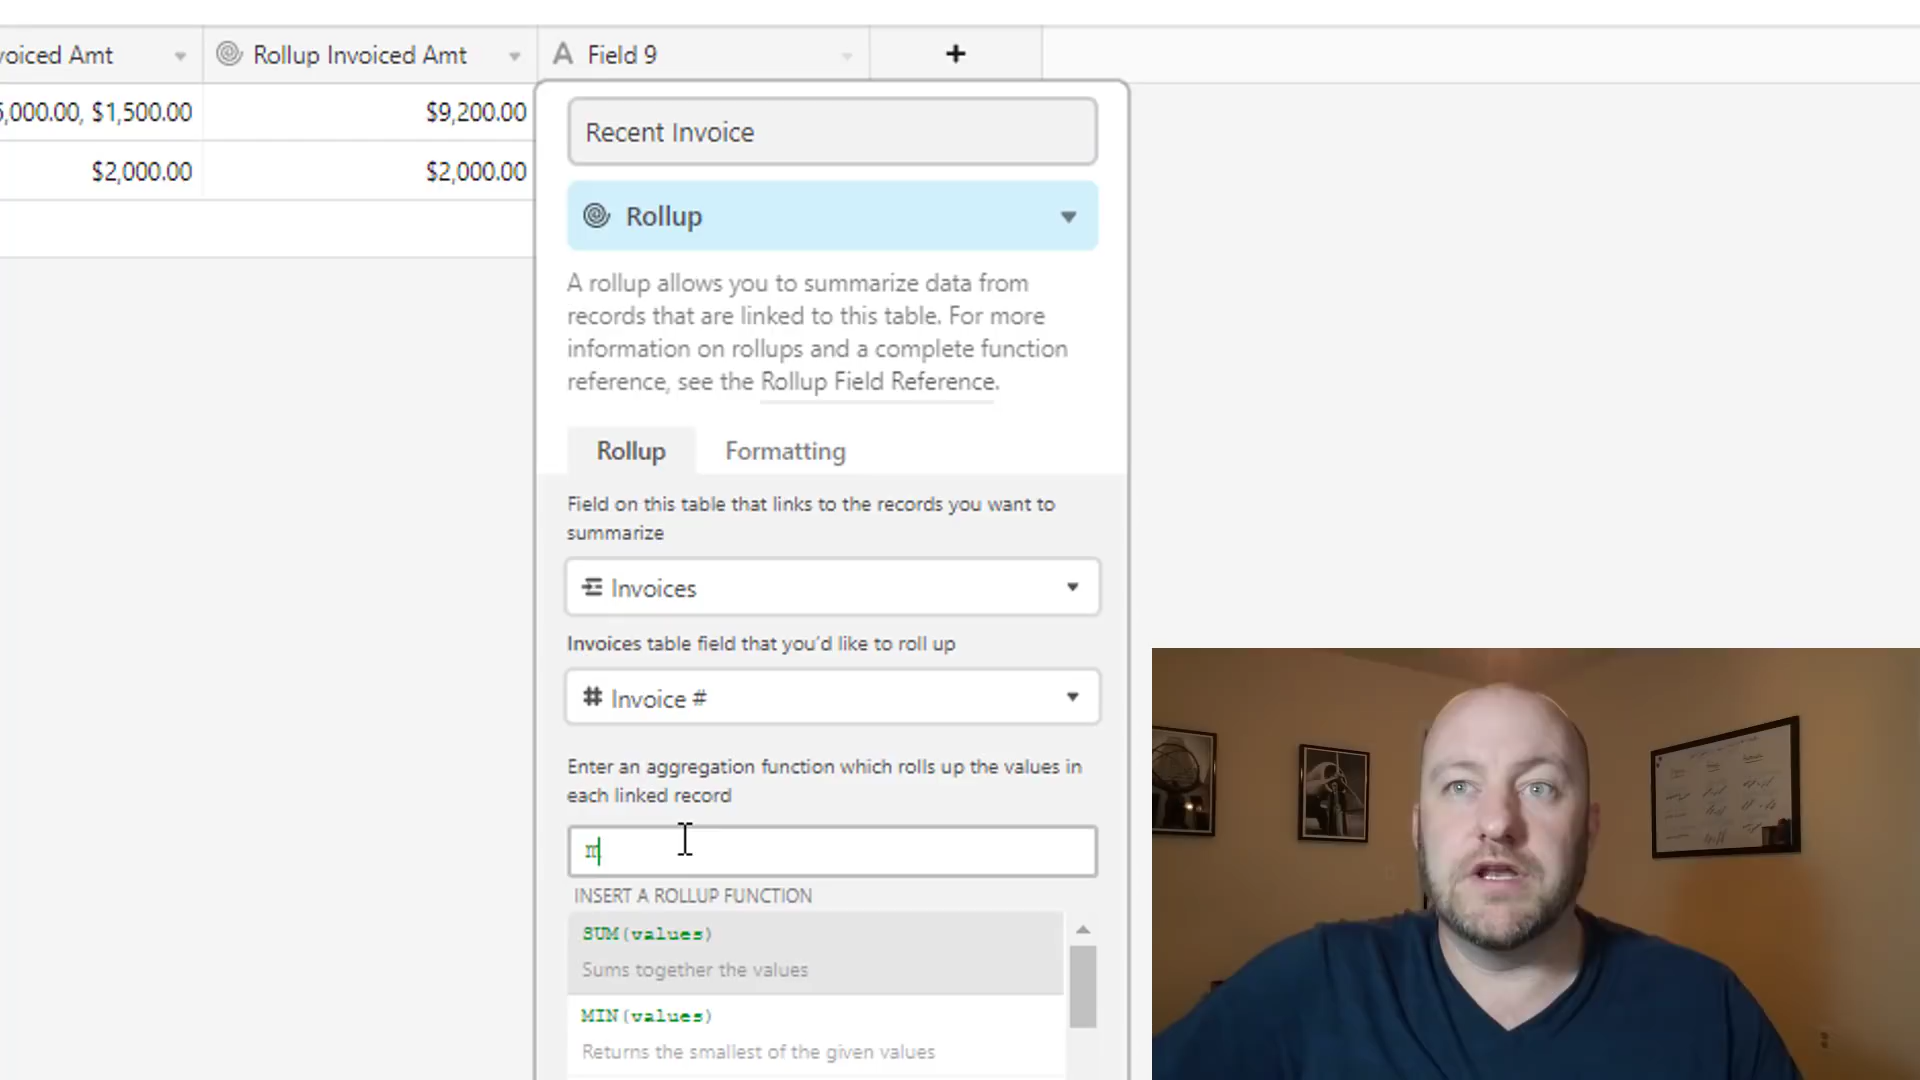 voiced Amt
Rollup Invoiced Amt
A Field 9
+
5,000.00, $1,500.00
$9,200.00
$2,000.00
$2,000.00
Recent Invoice
Rollup
A rollup allows you to summarize data from
records that are linked to this table. For more
information on rollups and a complete function
reference, see the Rollup Field Reference.
Rollup
Formatting
Field on this table that links to the records you want to
summarize
Invoices
Invoices table field that you'd like to roll up
# Invoice #
Enter an aggregation function which rolls up the values in
each linked record
m
INSERT A ROLLUP FUNCTION
SUM(values)
Sums together the values
MIN(values)
Returns the smallest of the given values